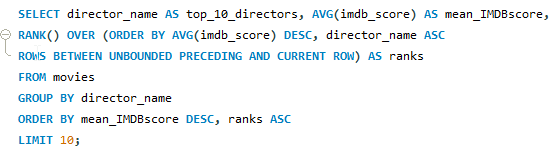 SELECT director_name AS top_10_directors, AVG(imdb_score) AS mean_IMDBscore,
RANK() OVER (ORDER BY AVG(imdb_score) DESC, director_name ASC
ROWS BETWEEN UNBOUNDED PRECEDING AND CURRENT ROW) AS ranks
FROM movies
GROUP BY director_name
ORDER BY mean_IMDBscore DESC, ranks ASC
LIMIT 10;